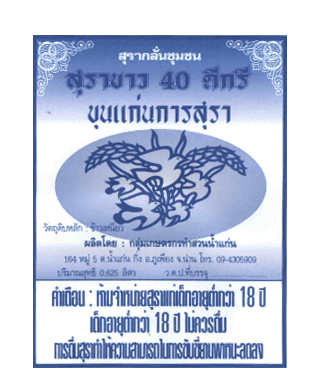 สุรากลั่นชุมชน
สุราขาว 40 ดีกรี
ขุนแก่นการสุรา
วัตถุดิบหลัก : ข้าวเหนียว
ผลิตโดย : กลุ่มเกษตรกรทำสวนน้ำแก่น
164 หมู่ 5 ต.น้ำแก่น กิ่ง อ.ภูเพียง จ.น่าน โทร. 09-4305909
ปริมาณสุทธิ 0.625 ลิตร ว.ด.ป.ที่บรรจุ ....................
คำเตือน : ห้ามจำหน่ายสุราแก่เด็กอายุต่ำกว่า 18 ปี
เด็กอายุต่ำกว่า 18 ปี ไม่ควรดื่ม
การดื่มสุราทำให้ความสามารถในการขับขี่ยานพาหนะลดลง